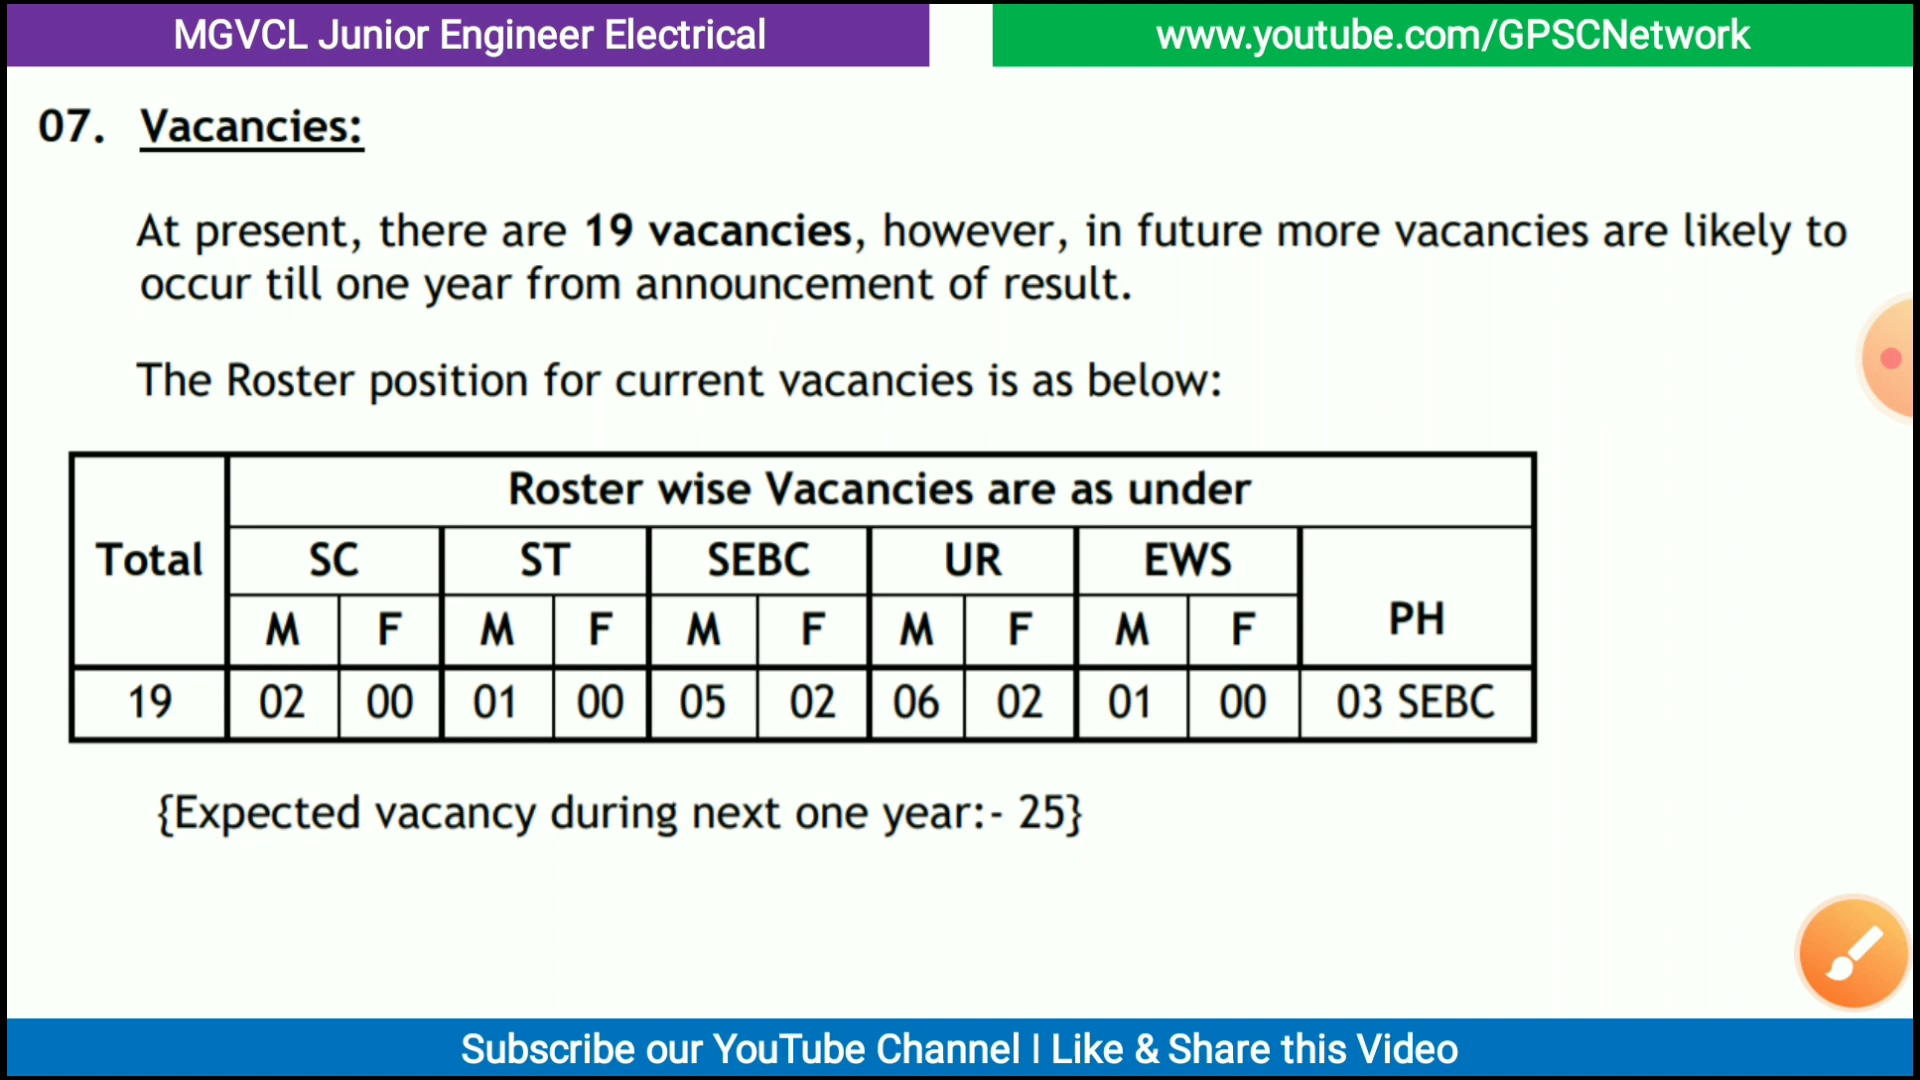 MGVCL Junior Engineer Electrical
www.youtube.com/GPSCNetwork
07. Vacancies:
At present, there are 19 vacancies, however, in future more vacancies are likely to
occur till one year from announcement of result.
The Roster position for current vacancies is as below:
Roster wise Vacancies are as under
Total SC ST SEBC UR EWS
M F M F M F M F M F PH
19 02 00 01 00 05 02 06 02 01 00 03 SEBC
{Expected vacancy during next one year:- 25}
Subscribe our YouTube Channel | Like & Share this Video